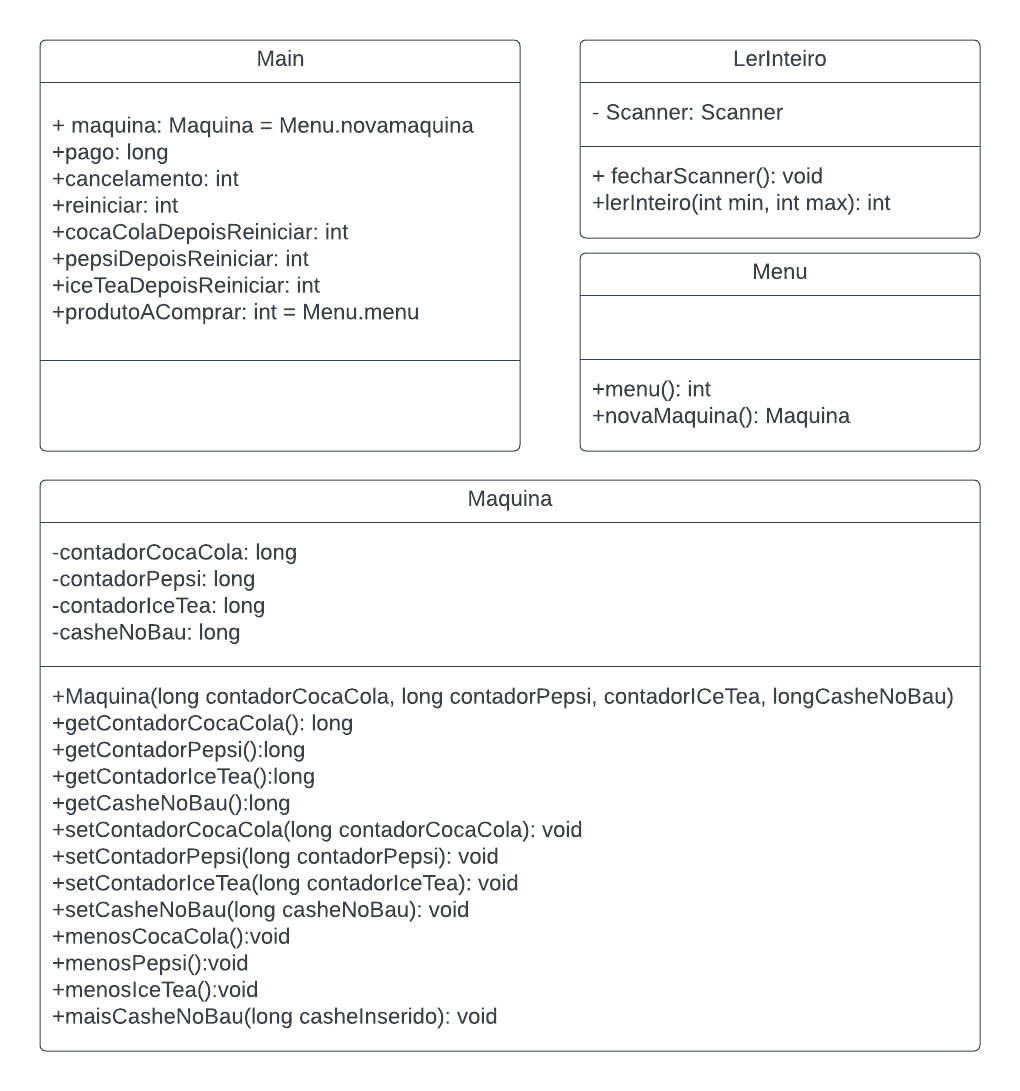 Main
+ maquina: Maquina = Menu.novamaquina
+pago: long
+cancelamento: int
+reiniciar: int
+cocaColaDepoisReiniciar: int
+pepsiDepoisReiniciar: int
+iceTeaDepoisReiniciar: int
+produtoAComprar: int = Menu.menu
LerInteiro
- Scanner: Scanner
+ fecharScanner(): void
+lerInteiro(int min, int max): int
Menu
+menu(): int
+novaMaquina(): Maquina
Maquina
-contadorCocaCola: long
-contadorPepsi: long
-contadorIceTea: long
-casheNoBau: long
+Maquina(long contadorCocaCola, long contadorPepsi, contadorICeTea, longCasheNoBau)
+getContadorCocaCola(): long
+getContadorPepsi():long
+getContadorIceTea():long
+getCasheNoBau():long
+setContadorCocaCola(long contadorCocaCola): void
+setContadorPepsi(long contadorPepsi): void
+setContadorIceTea(long contadorIceTea): void
+setCasheNoBau(long casheNoBau): void
+menosCocaCola():void
+menosPepsi():void
+menosIceTea():void
+maisCasheNoBau(long casheInserido): void